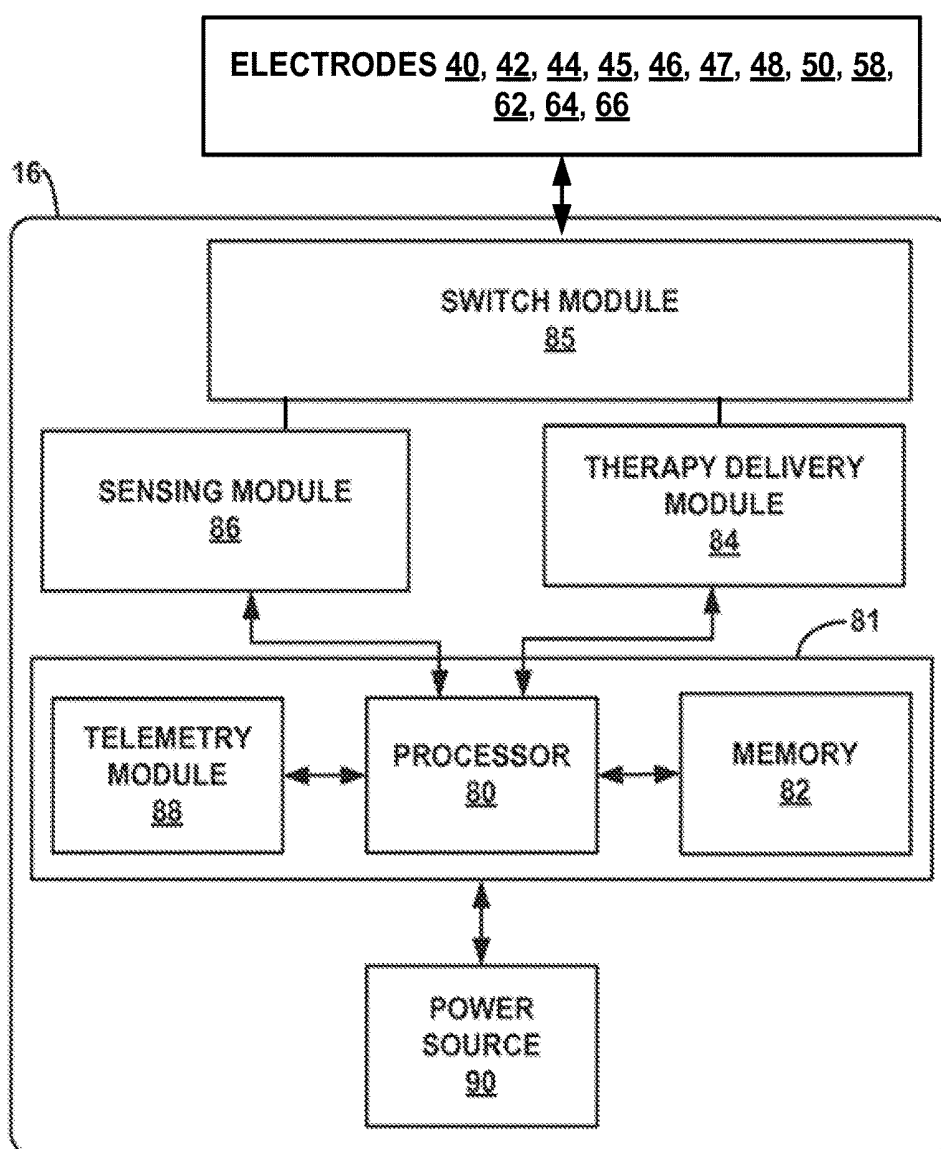 ELECTRODES 40, 42, 44, 45, 46, 47, 48, 50, 58,
62, 64, 66
16
SWITCH MODULE
85
SENSING MODULE
86
THERAPY DELIVERY
MODULE
84
81
TELEMETRY
MODULE
88
PROCESSOR
80
MEMORY
82
POWER
SOURCE
90